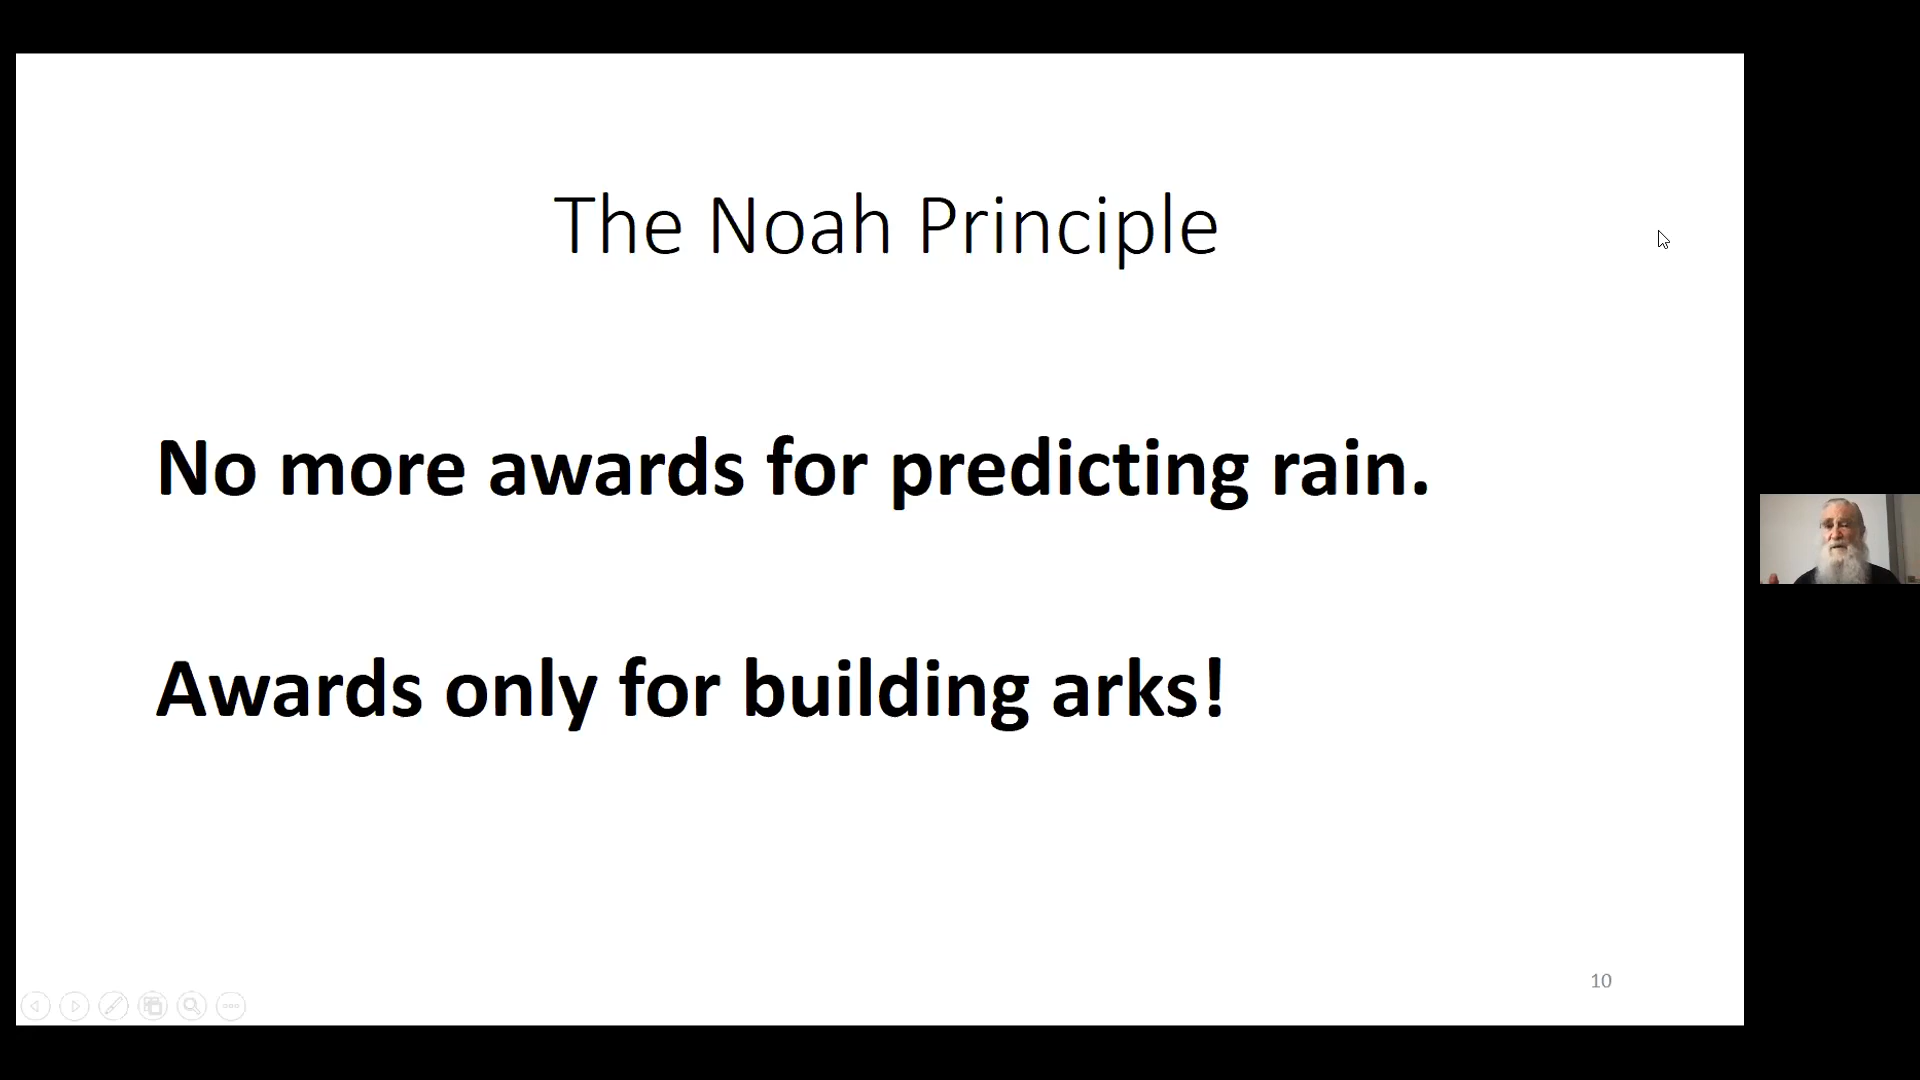 The Noah Principle
No more awards for predicting rain.
Awards only for building arks!
10